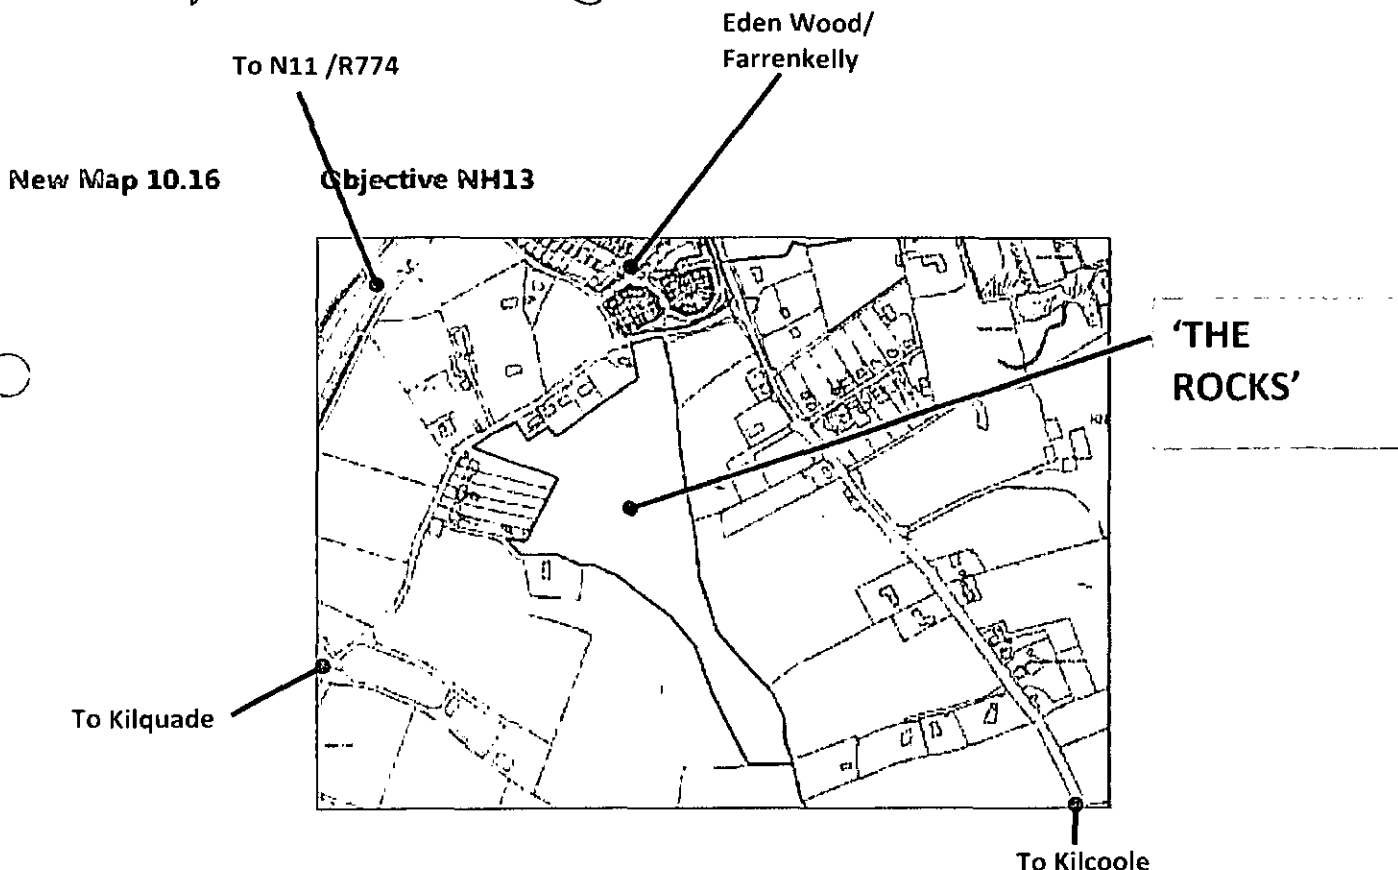 Eden Wood/
Farrenkelly
To N11 /R774
New Map 10.16 Objective NH13
'THE
ROCKS'
To Kilquade
To Kilcoole